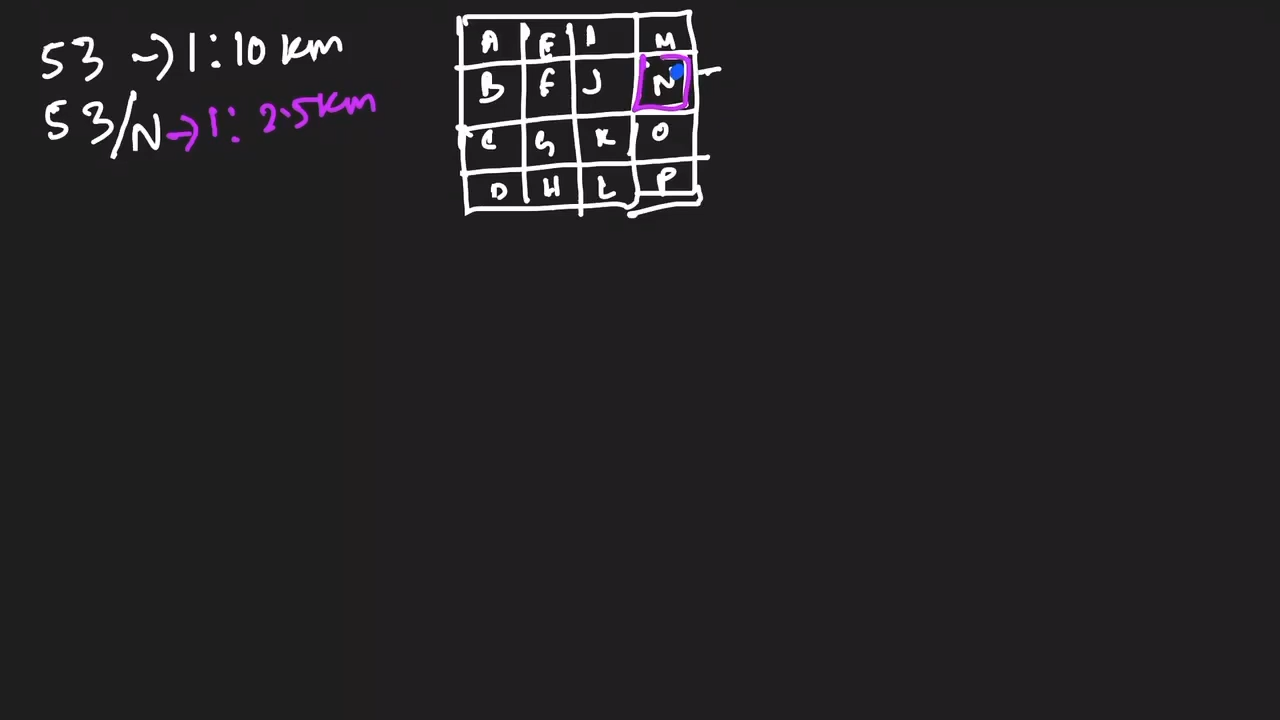 53 → 1:10 km
53/N → 1: 2.5km
A E I M
B F J N
C G K O
D H L P